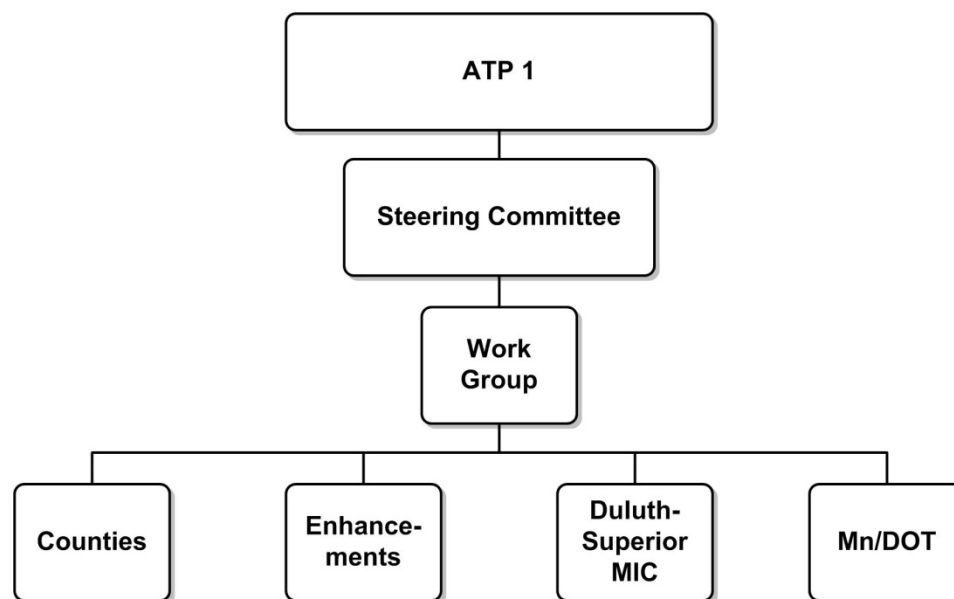 ATP 1
Steering Committee
Work
Group
Counties
Enhance-
ments
Duluth-
Superior
MIC
Mn/DOT